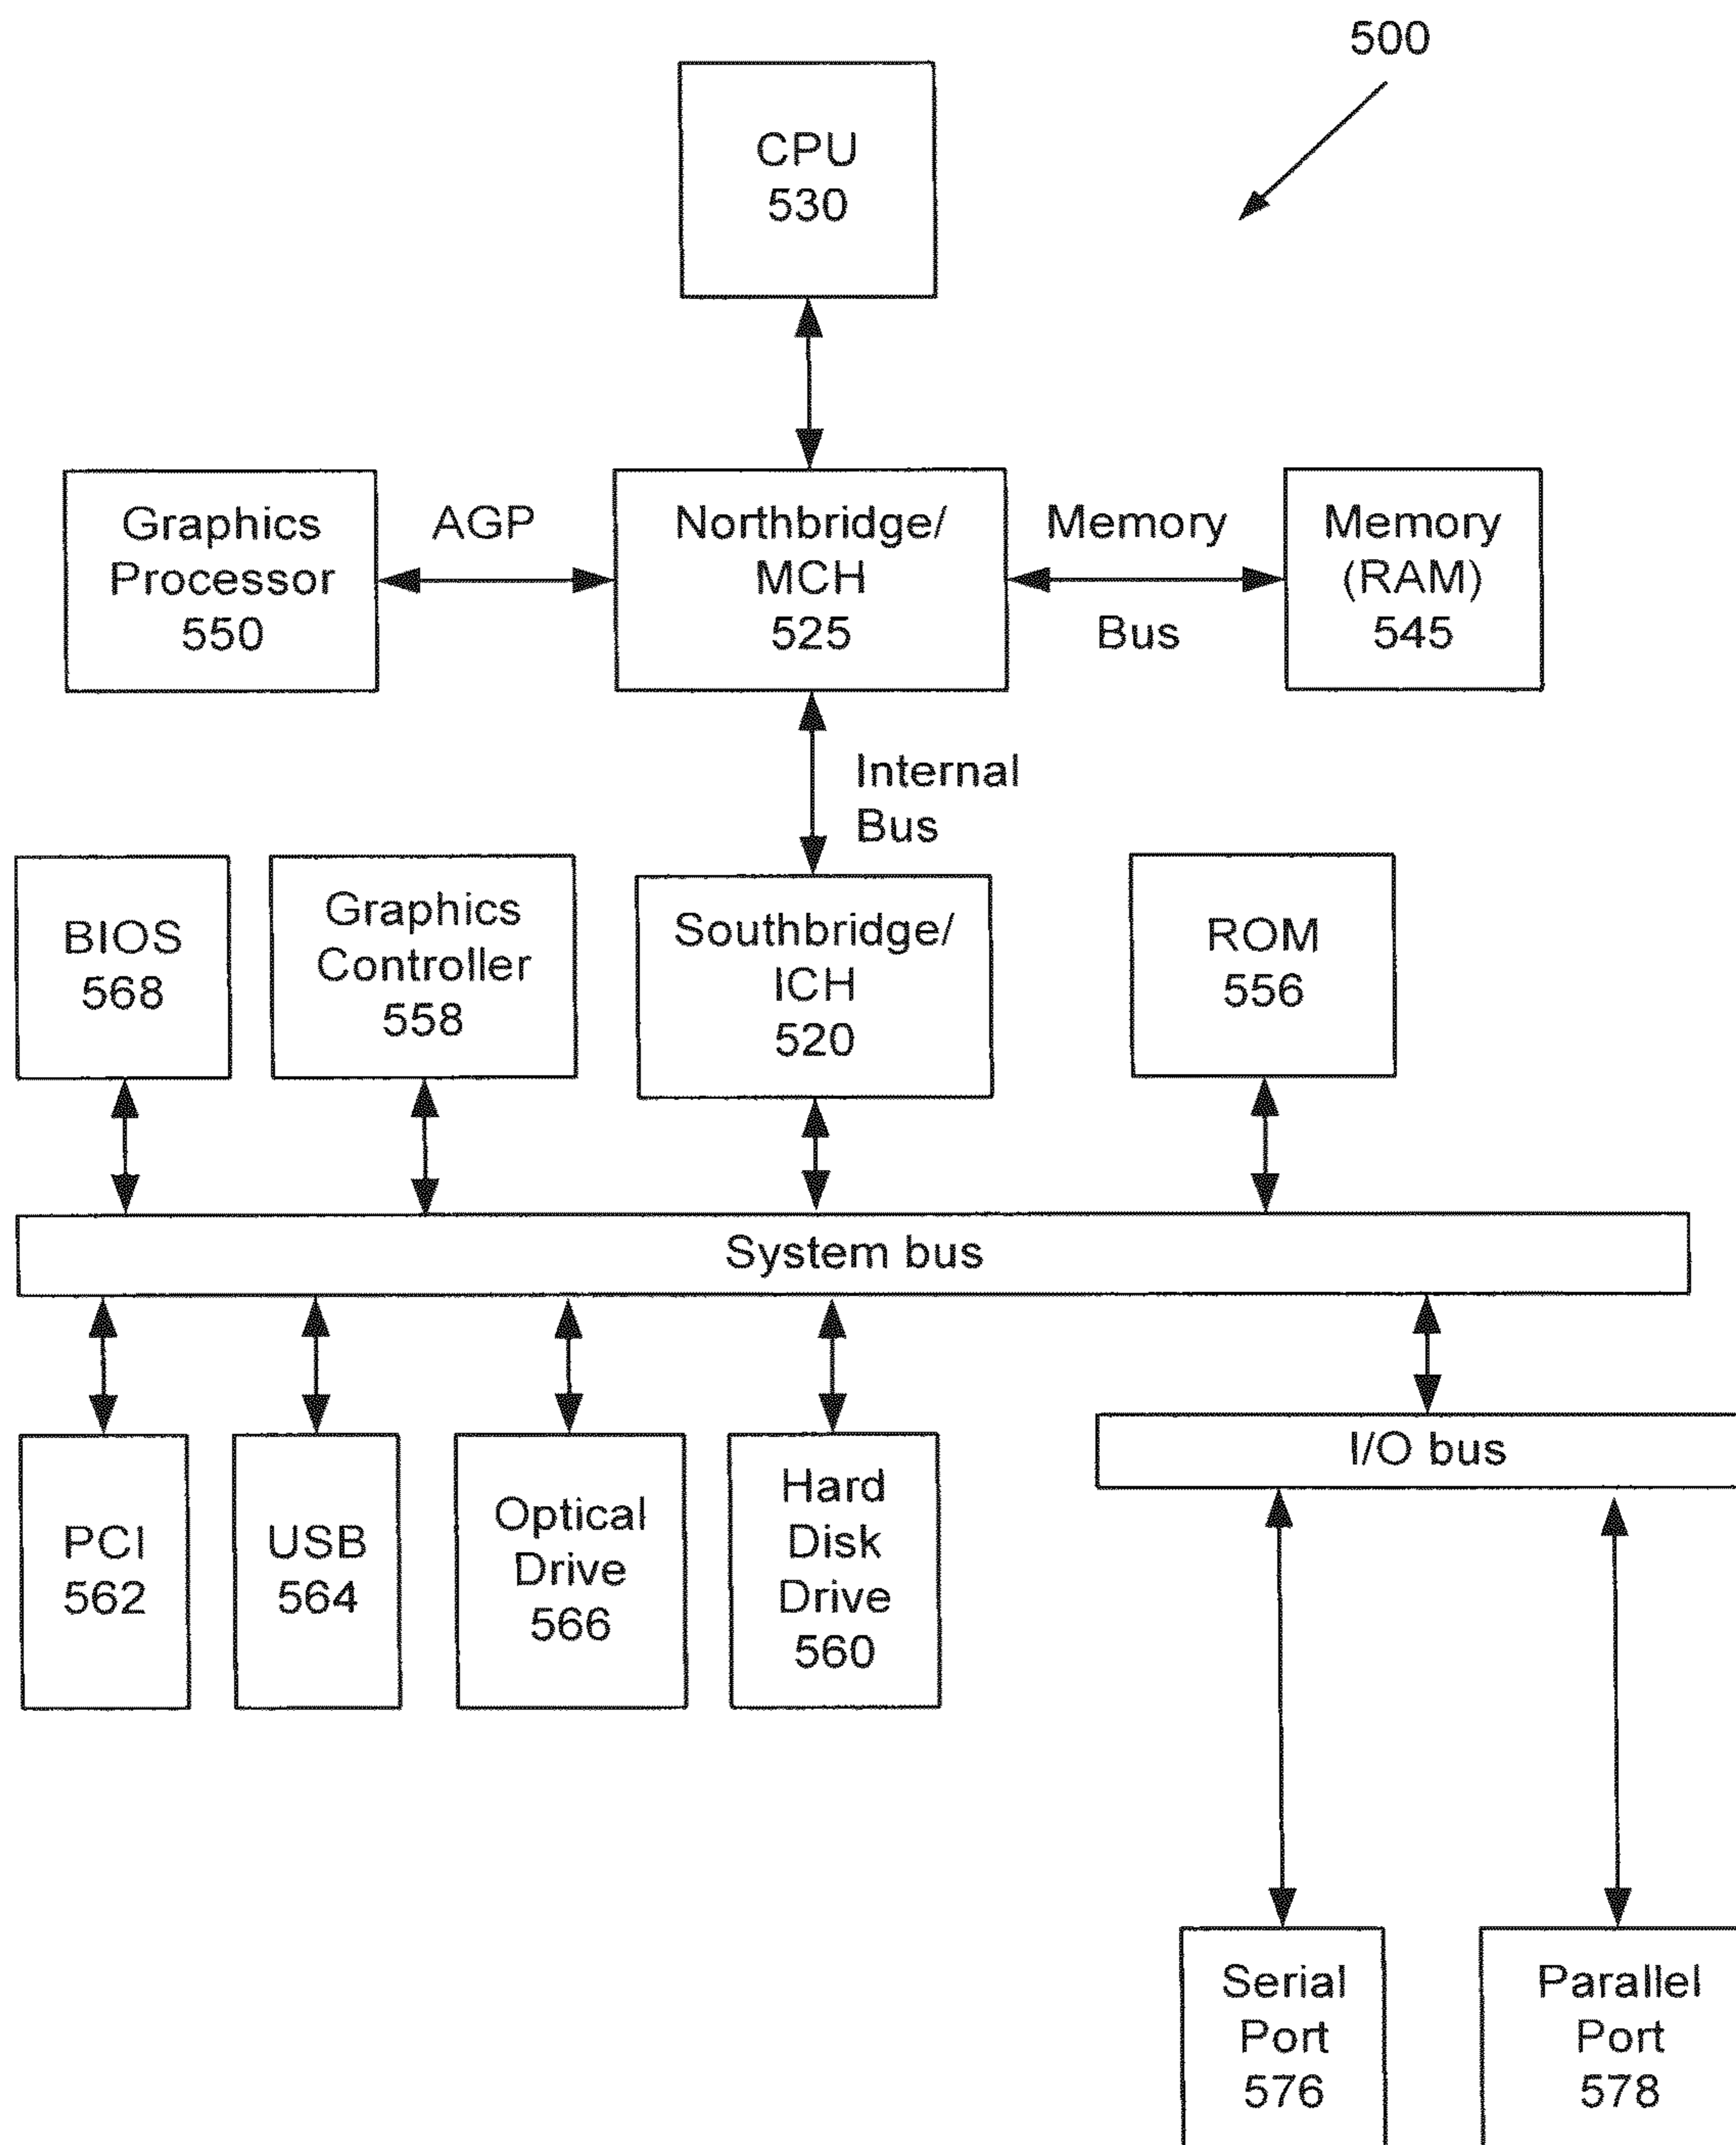 500
CPU
530
Graphics
Processor
550
AGP
Northbridge/
MCH
525
Memory
Bus
Memory
(RAM)
545
Internal
Bus
BIOS
568
Graphics
Controller
558
Southbridge/
ICH
520
ROM
556
System bus
PCI
562
USB
564
Optical
Drive
566
Hard
Disk
Drive
560
I/O bus
Serial
Port
576
Parallel
Port
578